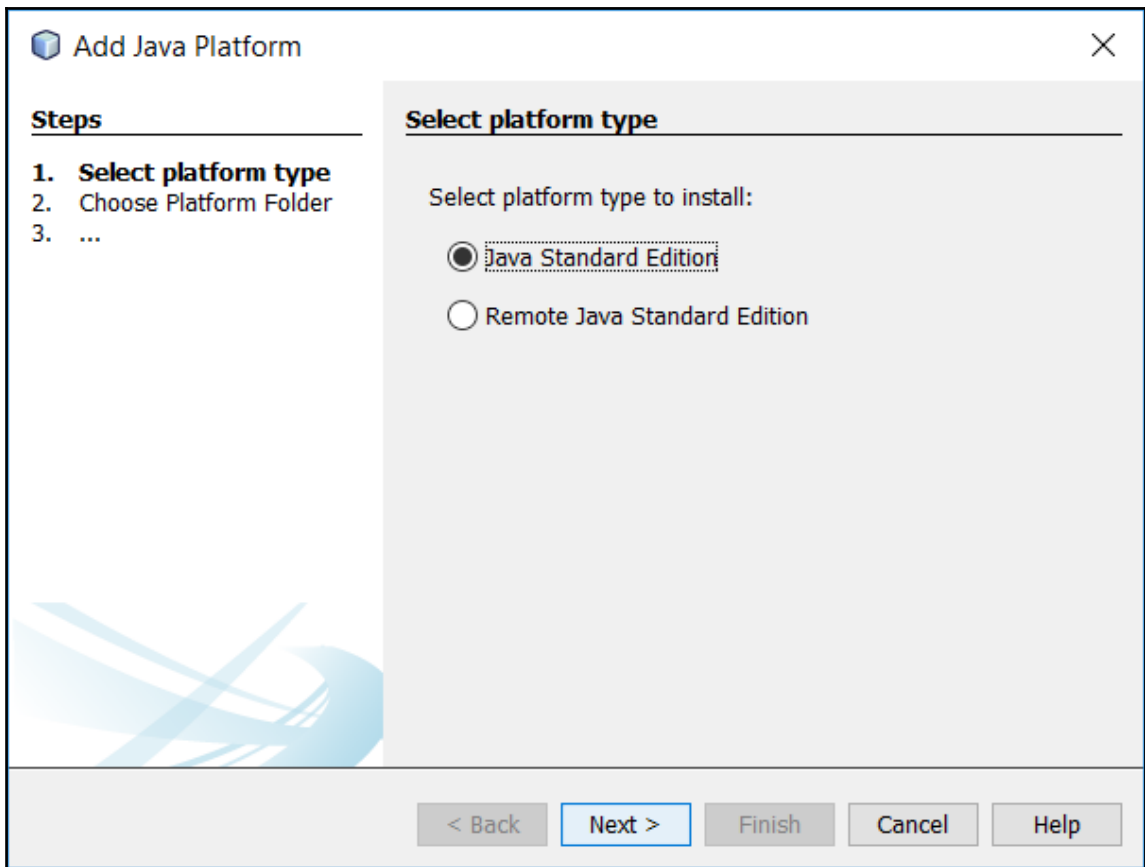 Add Java Platform
Steps
1. Select platform type
2. Choose Platform Folder
3. ...
Select platform type
Select platform type to install:
Java Standard Edition
Remote Java Standard Edition
< Back
Next >
Finish
Cancel
Help